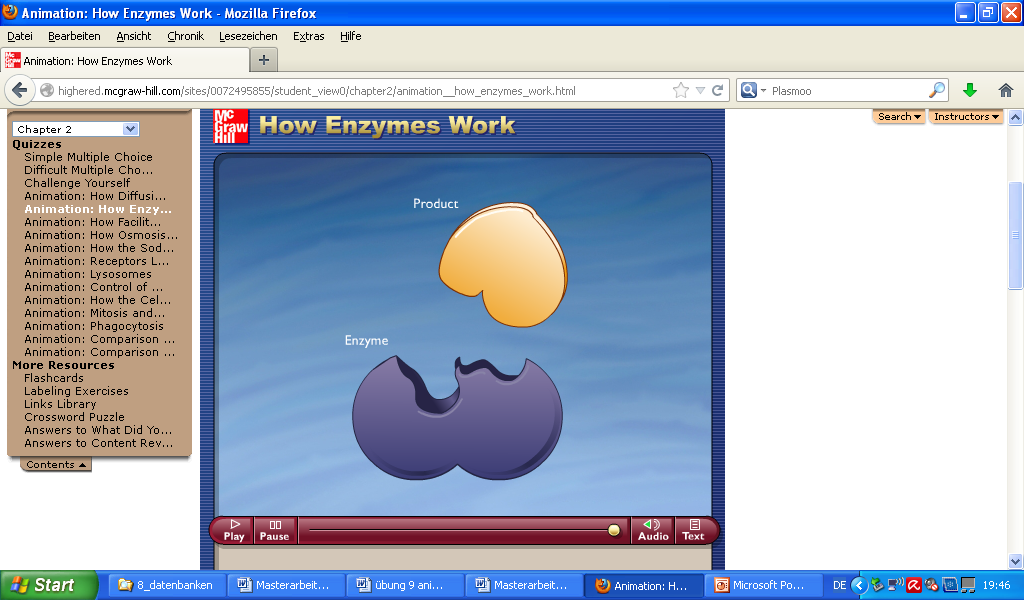 Animation: How Enzymes Work - Mozilla Firefox
Datei Bearbeiten Ansicht Chronik Lesezeichen Extras Hilfe
Animation: How Enzymes Work
highered.mcgraw-hill.com/sites/0072495855/student_view0/chapter2/animation__how_enzymes_work.html
Plasmoo
Search Instructors
Chapter 2
Quizzes
Simple Multiple Choice
Difficult Multiple Cho...
Challenge Yourself
Animation: How Diffusi...
Animation: How Enzy...
Animation: How Facilit...
Animation: How Osmosis...
Animation: How the Sod...
Animation: Receptors L...
Animation: Lysosomes
Animation: Control of ...
Animation: How the Cel...
Animation: Mitosis and...
Animation: Phagocytosis
Animation: Comparison ...
Animation: Comparison ...
More Resources
Flashcards
Labeling Exercises
Links Library
Crossword Puzzle
Answers to What Did Yo...
Answers to Content Rev...
Contents
Mc
Graw
Hill
How Enzymes Work
Product
Enzyme
Play Pause Audio Text
Start 8_datenbanken Masterarbeit... übung 9 ani... Masterarbeit... Animation: H... Microsoft Po... DE 19:46